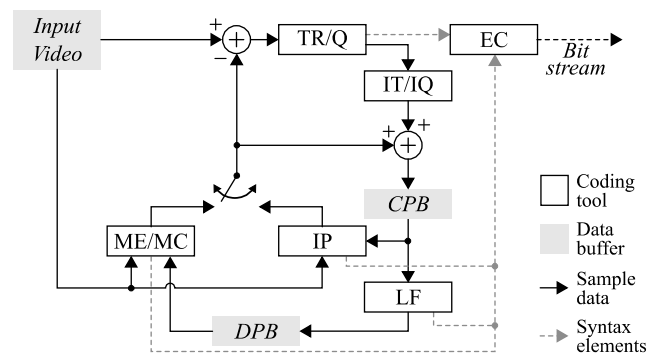 Input
Video
+
+
−
TR/Q
EC
Bit
stream
IT/IQ
+
+
+
CPB
ME/MC
IP
LF
DPB
Coding
tool
Data
buffer
Sample
data
Syntax
elements